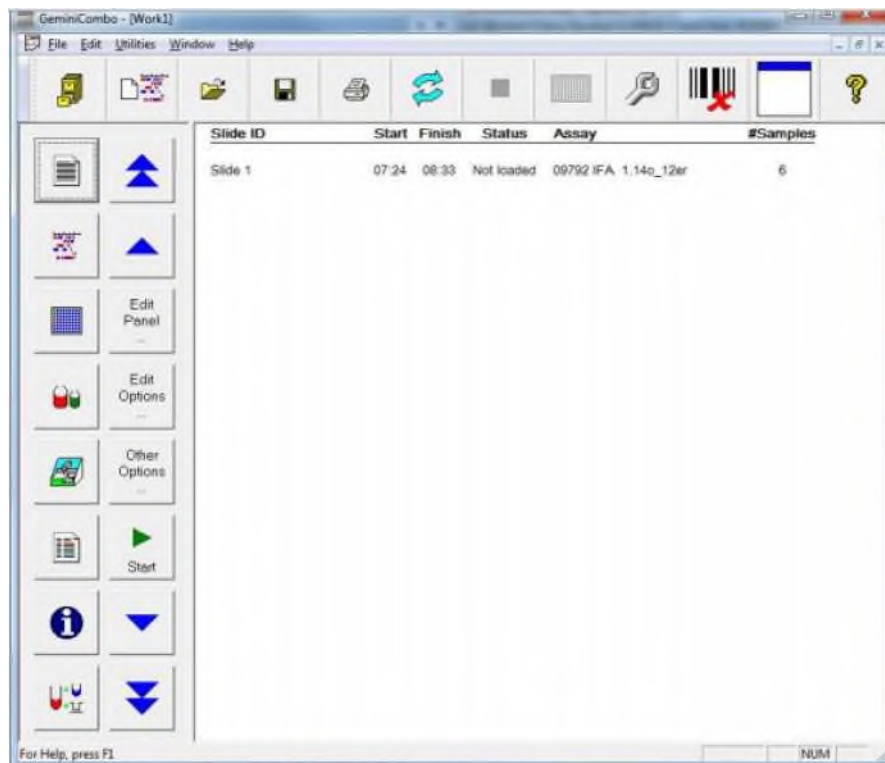 GeminiCombo - [Work1]
File Edit Utilities Window Help
Slide ID Start Finish Status Assay #Samples
Slide 1 07:24 08:33 Not loaded 09792 IFA 1.14o_12er 6
Edit
Panel
...
Edit
Options
...
Other
Options
...
Start
For Help, press F1
NUM